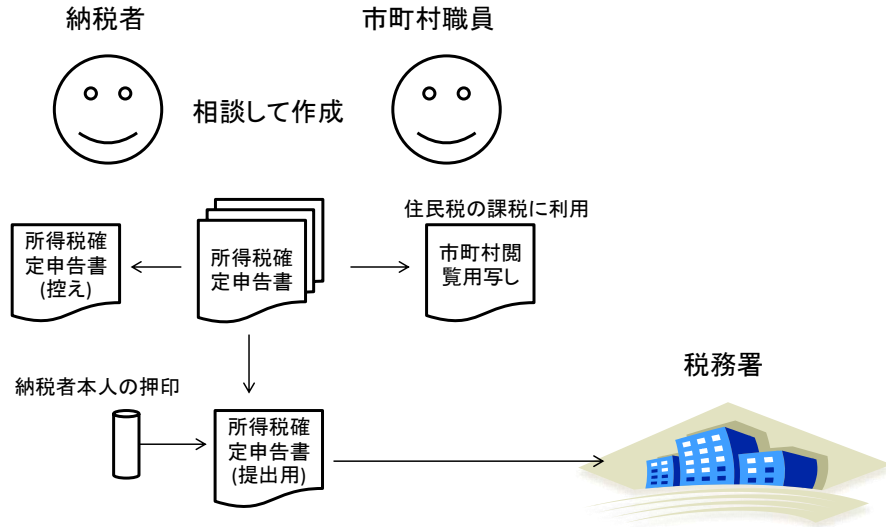 納税者
市町村職員
相談して作成
住民税の課税に利用
所得税確
定申告書
(控え)
所得税確
定申告書
市町村閲
覧用写し
税務署
納税者本人の押印
所得税確
定申告書
(提出用)